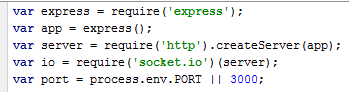 var express = require('express');
var app = express();
var server = require('http').createServer(app);
var io = require('socket.io')(server);
var port = process.env.PORT || 3000;